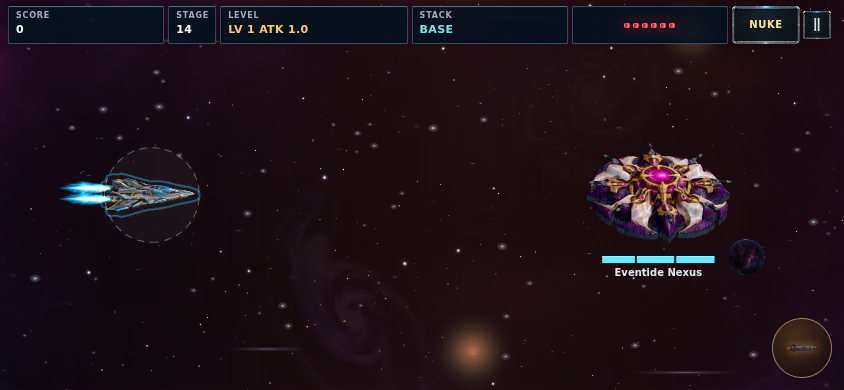 SCORE
0
STAGE
14
LEVEL
LV 1 ATK 1.0
STACK
BASE
NUKE
Eventide Nexus